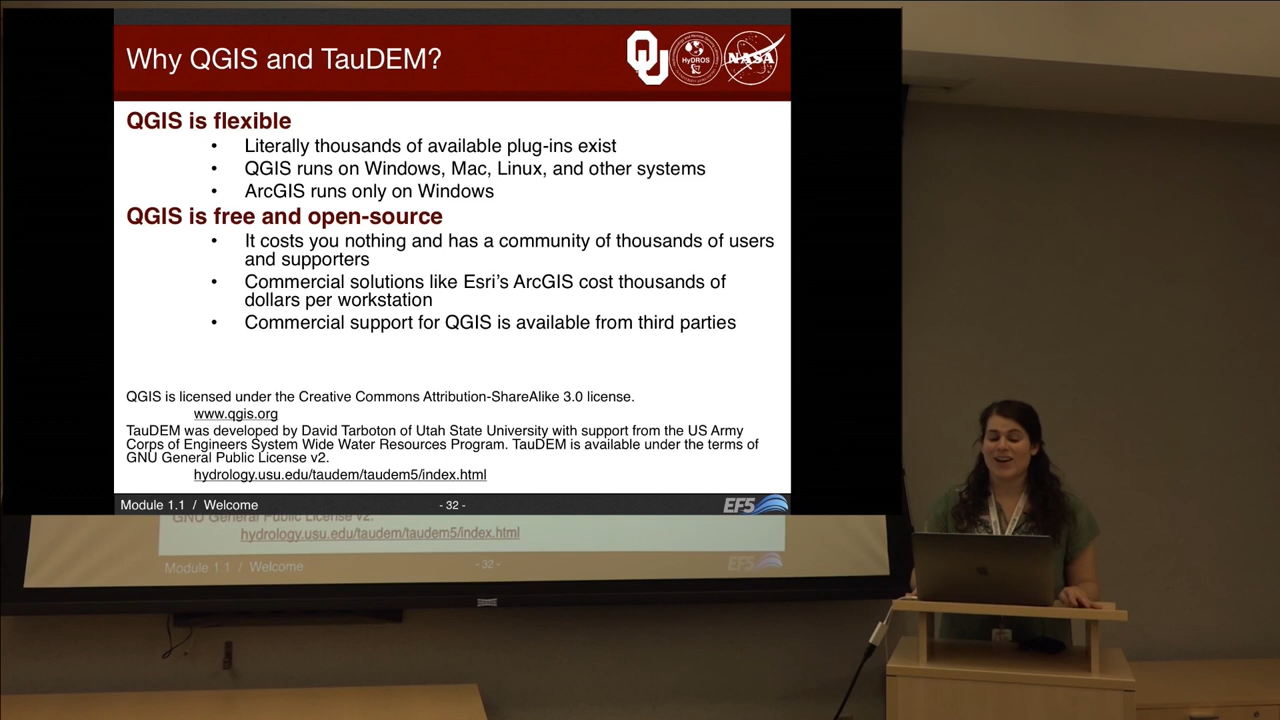 Why QGIS and TauDEM?
HyDROS
NASA
QGIS is flexible
• Literally thousands of available plug-ins exist
• QGIS runs on Windows, Mac, Linux, and other systems
• ArcGIS runs only on Windows
QGIS is free and open-source
• It costs you nothing and has a community of thousands of users
and supporters
• Commercial solutions like Esri's ArcGIS cost thousands of
dollars per workstation
• Commercial support for QGIS is available from third parties
QGIS is licensed under the Creative Commons Attribution-ShareAlike 3.0 license.
www.qgis.org
TauDEM was developed by David Tarboton of Utah State University with support from the US Army
Corps of Engineers System Wide Water Resources Program. TauDEM is available under the terms of
GNU General Public License v2.
hydrology.usu.edu/taudem/taudem5/index.html
Module 1.1 / Welcome - 32 - EF5
GNU General Public License v2.
hydrology.usu.edu/taudem/taudem5/index.html
Module 1.1 / Welcome - 32 - EF5